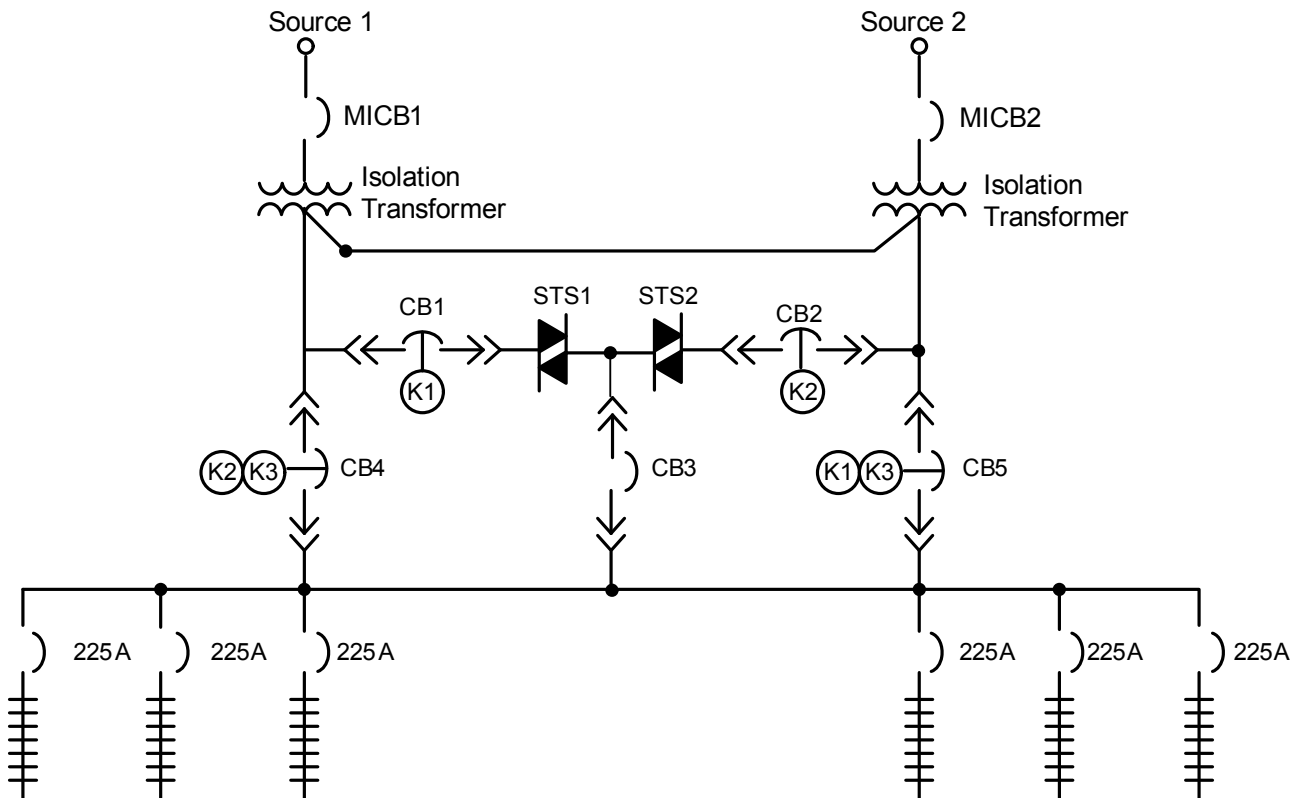 Source 1
Source 2
MICB1
MICB2
Isolation
Transformer
Isolation
Transformer
CB1
STS1
STS2
CB2
K1
K2
K2
K3
CB4
CB3
K1
K3
CB5
225A
225A
225A
225A
225A
225A